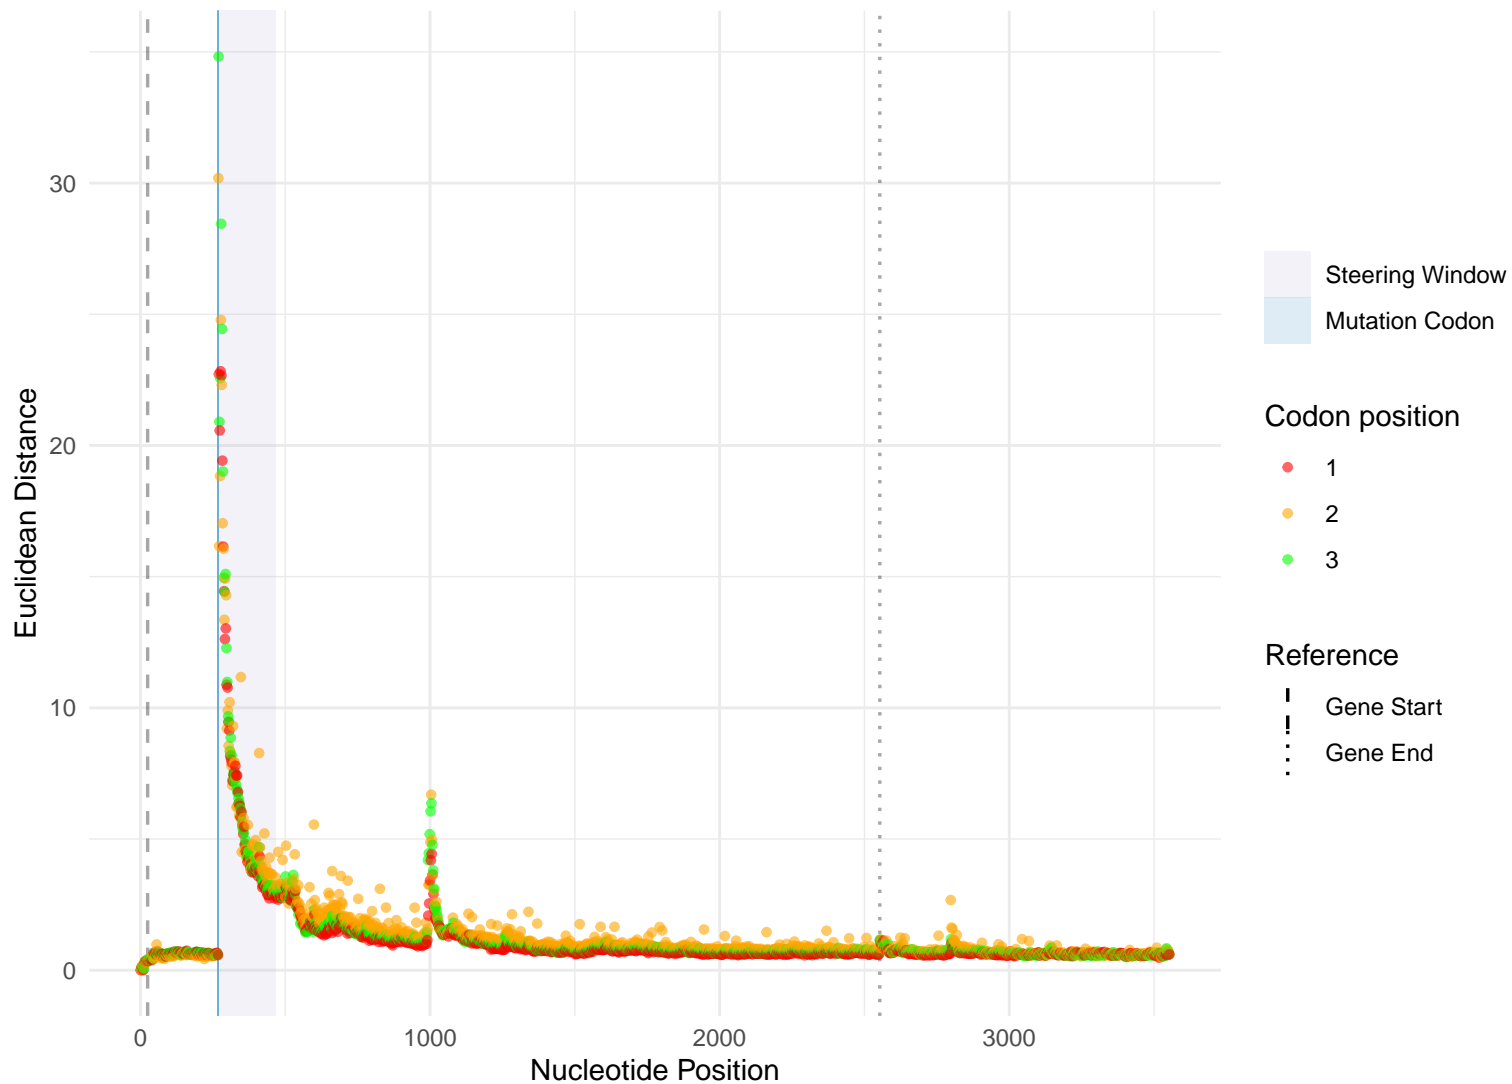 30
20
10
0
Euclidean Distance
0
1000
2000
3000
Nucleotide Position
Steering Window
Mutation Codon
Codon position
1
2
3
Reference
Gene Start
Gene End